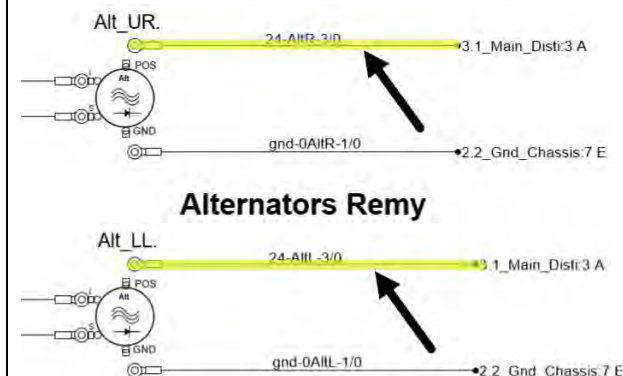 Alt_UR.
24-AltR-3/0
3.1_Main_Disti:3 A
POS
Alt
I
S
GND
gnd-0AltR-1/0
2.2_Gnd_Chassis:7 E
Alternators Remy
Alt_LL.
24-AltL-3/0
3.1_Main_Disti:3 A
POS
Alt
I
S
GND
gnd-0AltL-1/0
2.2_Gnd_Chassis:7 E